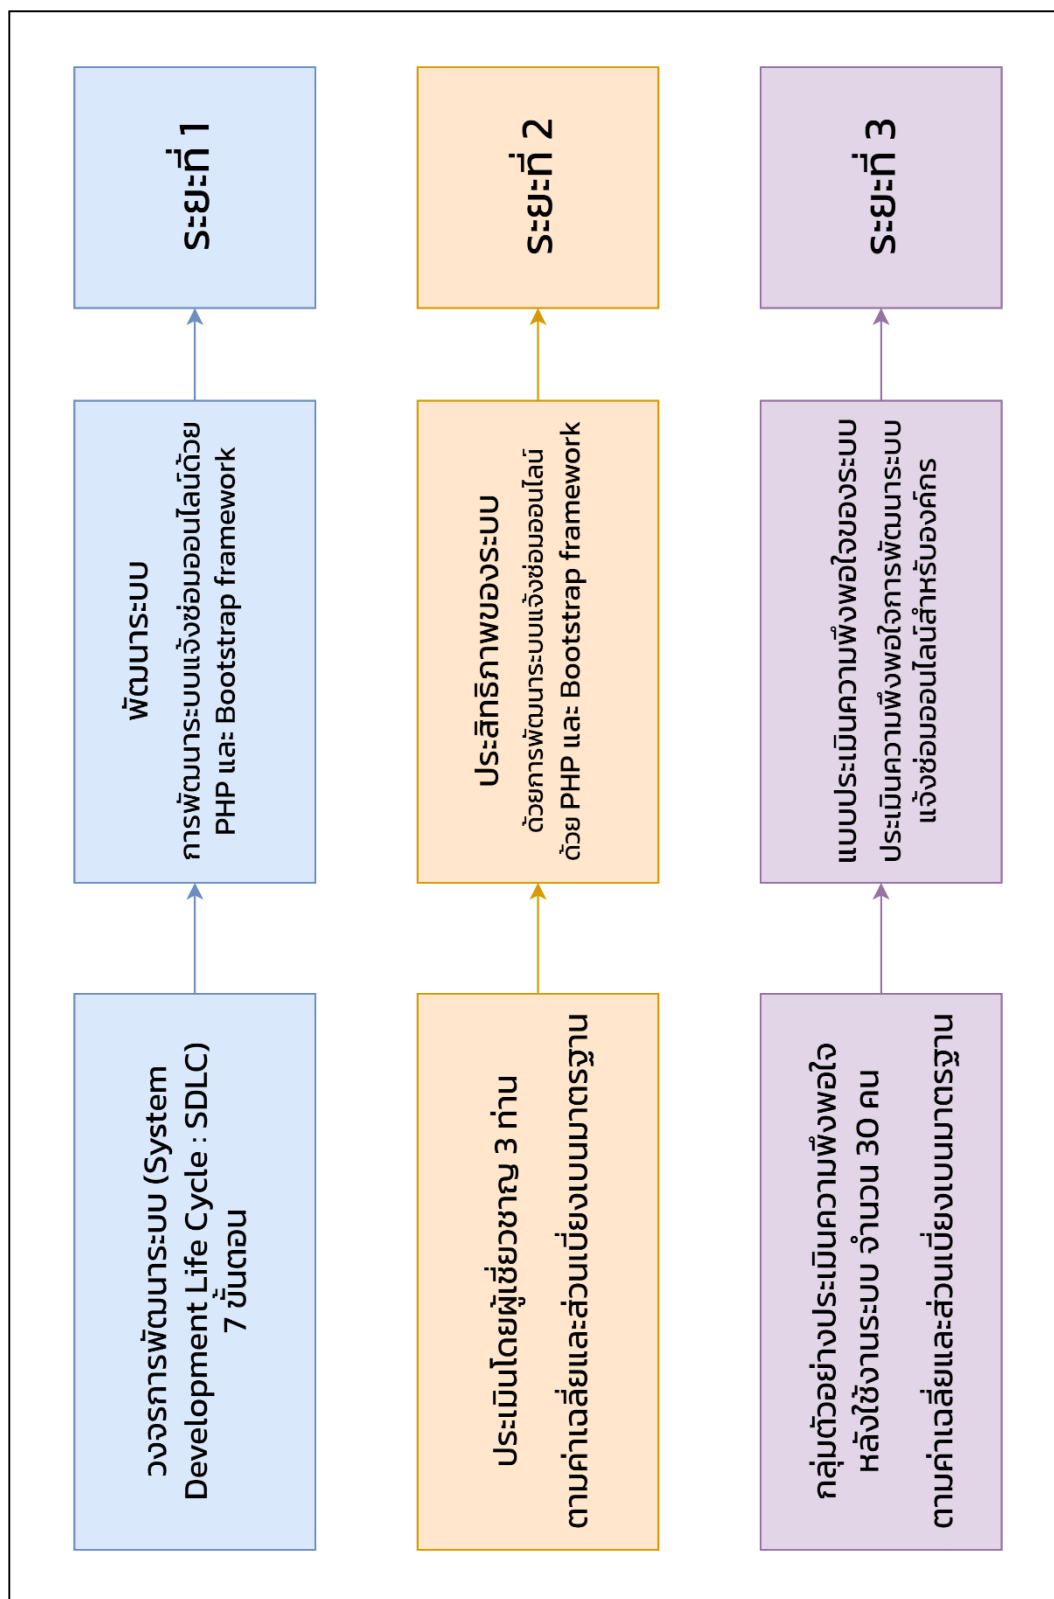 วงจรการพัฒนาระบบ (System
Development Life Cycle : SDLC)
7 ขั้นตอน
พัฒนาระบบ
การพัฒนาระบบแจ้งซ่อมออนไลน์ด้วย
PHP และ Bootstrap framework
ระยะที่ 1
ประเมินโดยผู้เชี่ยวชาญ 3 ท่าน
ตามค่าเฉลี่ยและส่วนเบี่ยงเบนมาตรฐาน
ประสิทธิภาพของระบบ
ด้วยการพัฒนาระบบแจ้งซ่อมออนไลน์
ด้วย PHP และ Bootstrap framework
ระยะที่ 2
กลุ่มตัวอย่างประเมินความพึงพอใจ
หลังใช้งานระบบ จำนวน 30 คน
ตามค่าเฉลี่ยและส่วนเบี่ยงเบนมาตรฐาน
แบบประเมินความพึงพอใจของระบบ
ประเมินความพึงพอใจการพัฒนาระบบ
แจ้งซ่อมออนไลน์สำหรับองค์กร
ระยะที่ 3